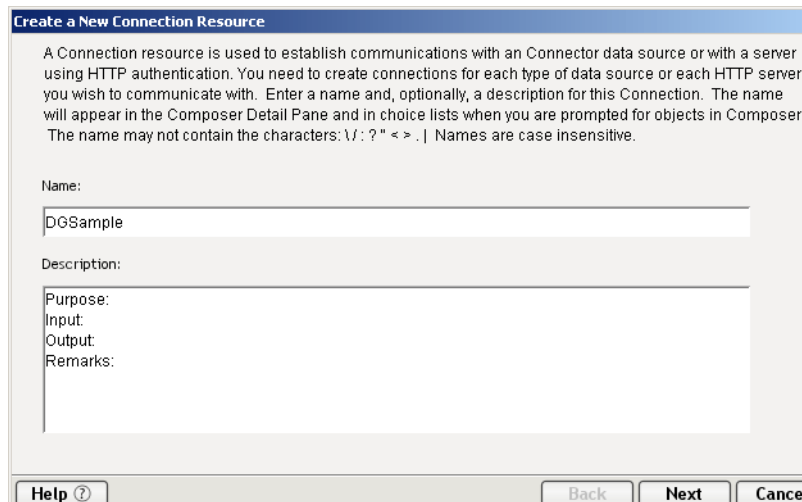 Create a New Connection Resource
A Connection resource is used to establish communications with an Connector data source or with a server
using HTTP authentication. You need to create connections for each type of data source or each HTTP server
you wish to communicate with. Enter a name and, optionally, a description for this Connection. The name
will appear in the Composer Detail Pane and in choice lists when you are prompted for objects in Composer
The name may not contain the characters: \ / : ? " < > . | Names are case insensitive.
Name:
DGSample
Description:
Purpose:
Input:
Output:
Remarks:
Help ?
Back Next Cance